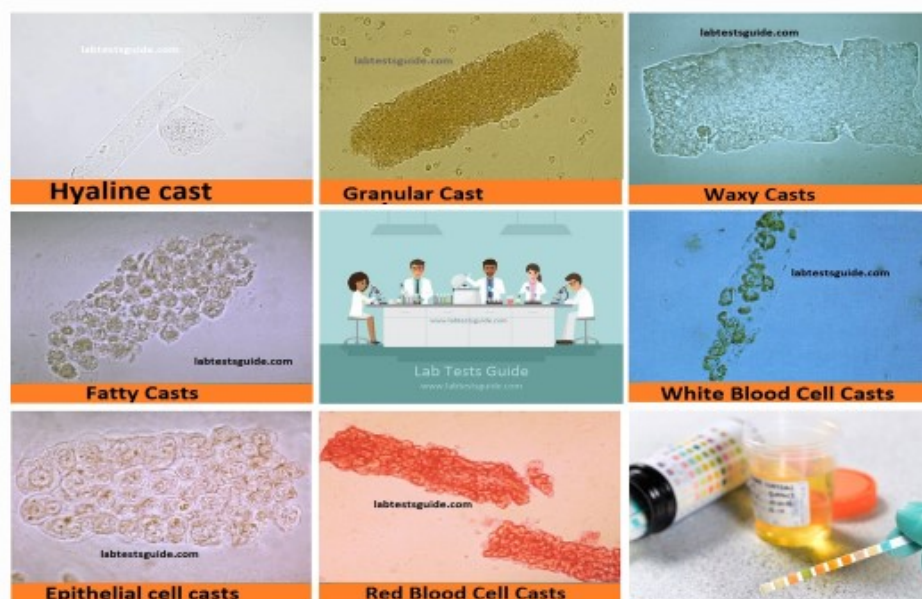 labtestsguide.com
Hyaline cast
labtestsguide.com
Granular Cast
labtestsguide.com
Waxy Casts
labtestsguide.com
Fatty Casts
www.labtestsguide.com
Lab Tests Guide
www.labtestsguide.com
labtestsguide.com
White Blood Cell Casts
labtestsguide.com
Epithelial cell casts
labtestsguide.com
Red Blood Cell Casts